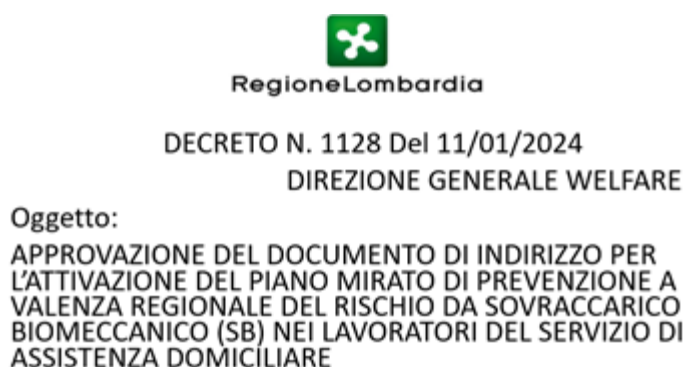 RegioneLombardia
DECRETO N. 1128 Del 11/01/2024
DIREZIONE GENERALE WELFARE
Oggetto:
APPROVAZIONE DEL DOCUMENTO DI INDIRIZZO PER
L'ATTIVAZIONE DEL PIANO MIRATO DI PREVENZIONE A
VALENZA REGIONALE DEL RISCHIO DA SOVRACCARICO
BIOMECCANICO (SB) NEI LAVORATORI DEL SERVIZIO DI
ASSISTENZA DOMICILIARE